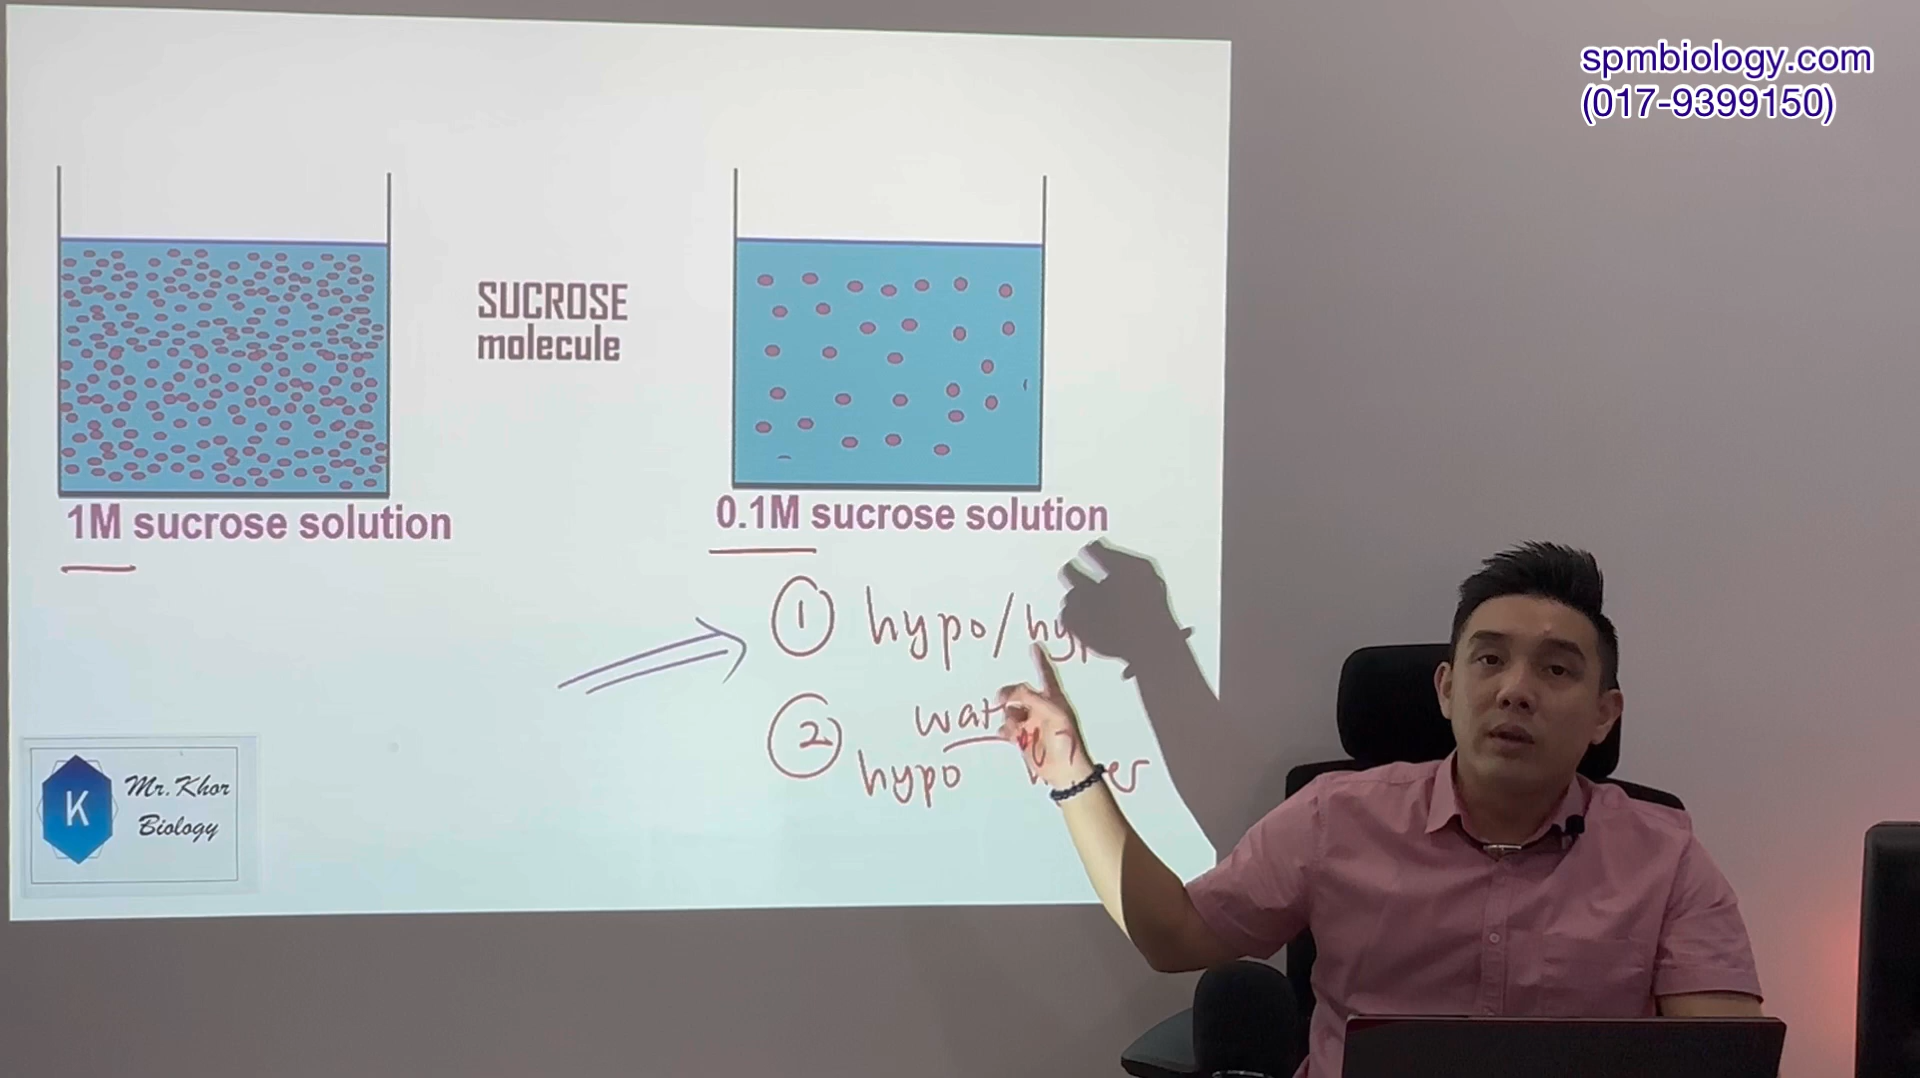 spmbiology.com
(017-9399150)
SUCROSE
molecule
1M sucrose solution
0.1M sucrose solution
1 hypo/
2
hypo
K
Mr. Khor
Biology